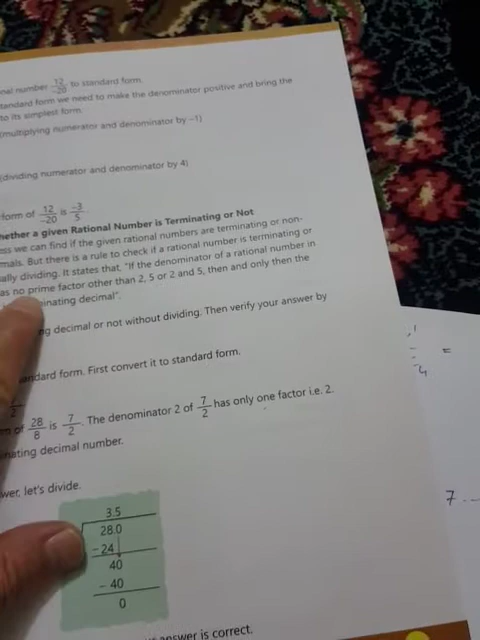 nal number 12/-20 to standard form.
tandard form we need to make the denominator positive and bring the
to its simplest form.
(multiplying numerator and denominator by -1)
(dividing numerator and denominator by 4)
form of 12/-20 is -3/5.
hether a given Rational Number is Terminating or Not
ess we can find if the given rational numbers are terminating or non-
mals. But there is a rule to check if a rational number is terminating or
ally dividing. It states that, "If the denominator of a rational number in
as no prime factor other than 2, 5 or 2 and 5, then and only then the
inating decimal".
ng decimal or not without dividing. Then verify your answer by
andard form. First convert it to standard form.
of 28/8 is 7/2. The denominator 2 of 7/2 has only one factor i.e. 2.
inating decimal number.
wer, let's divide.
3.5
28.0
-24
40
- 40
0
answer is correct.
4 =
7